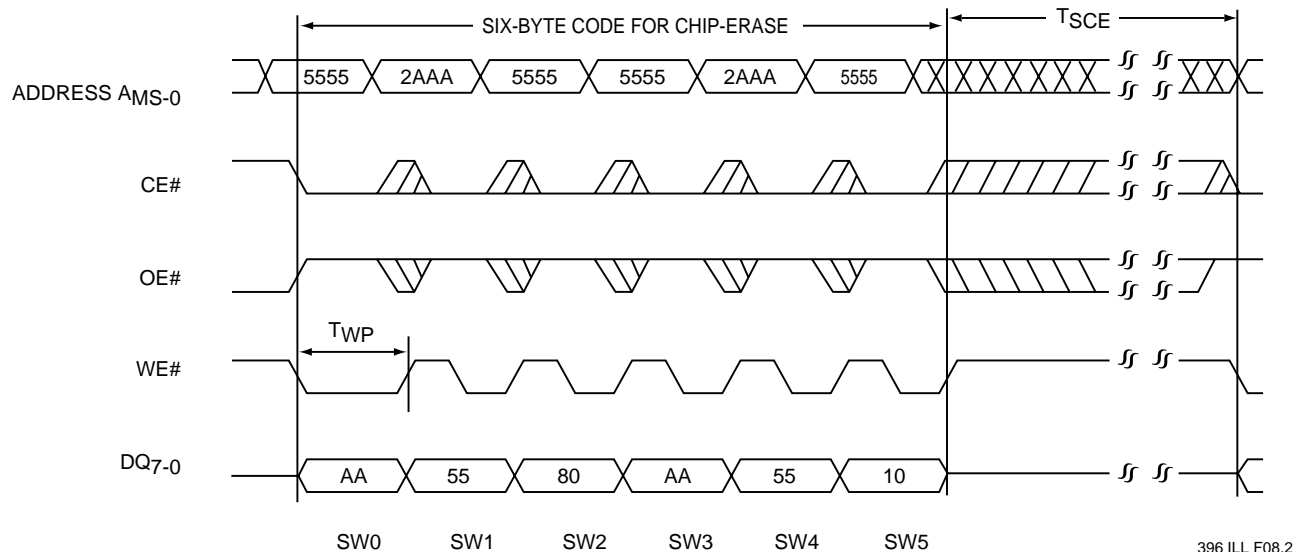 SIX-BYTE CODE FOR CHIP-ERASE
TSCE
ADDRESS AMS-0
5555 2AAA 5555 5555 2AAA 5555
CE#
OE#
TWP
WE#
DQ7-0
AA 55 80 AA 55 10
SW0 SW1 SW2 SW3 SW4 SW5
396 ILL F08.2